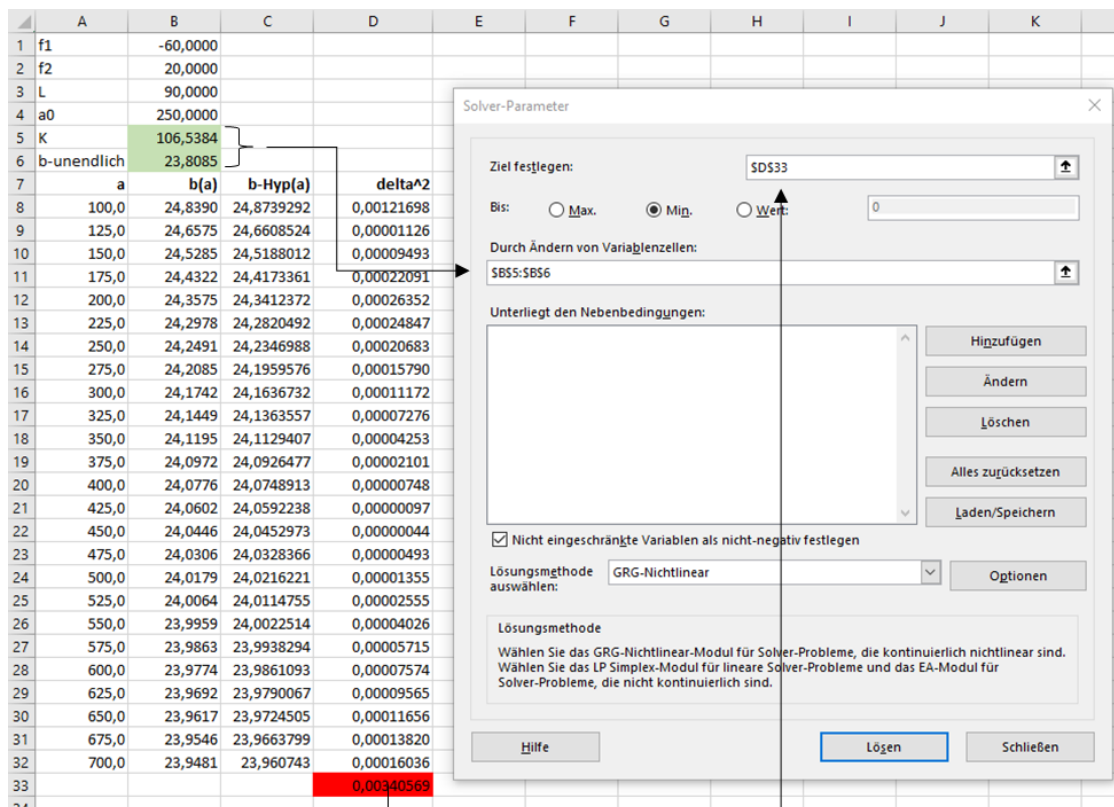 A B C D E F G H I J K
1 f1 -60,0000
2 f2 20,0000
3 L 90,0000
4 a0 250,0000
5 K 106,5384
6 b-unendlich 23,8085
7 a b(a) b-Hyp(a) delta^2
8 100,0 24,8390 24,8739292 0,00121698
9 125,0 24,6575 24,6608524 0,00001126
10 150,0 24,5285 24,5188012 0,00009493
11 175,0 24,4322 24,4173361 0,00022091
12 200,0 24,3575 24,3412372 0,00026352
13 225,0 24,2978 24,2820492 0,00024847
14 250,0 24,2491 24,2346988 0,00020683
15 275,0 24,2085 24,1959576 0,00015790
16 300,0 24,1742 24,1636732 0,00011172
17 325,0 24,1449 24,1363557 0,00007276
18 350,0 24,1195 24,1129407 0,00004253
19 375,0 24,0972 24,0926477 0,00002101
20 400,0 24,0776 24,0748913 0,00000748
21 425,0 24,0602 24,0592238 0,00000097
22 450,0 24,0446 24,0452973 0,00000044
23 475,0 24,0306 24,0328366 0,00000493
24 500,0 24,0179 24,0216221 0,00001355
25 525,0 24,0064 24,0114755 0,00002555
26 550,0 23,9959 24,0022514 0,00004026
27 575,0 23,9863 23,9938294 0,00005715
28 600,0 23,9774 23,9861093 0,00007574
29 625,0 23,9692 23,9790067 0,00009565
30 650,0 23,9617 23,9724505 0,00011656
31 675,0 23,9546 23,9663799 0,00013820
32 700,0 23,9481 23,960743 0,00016036
33 0,00340569
Solver-Parameter
Ziel festlegen: $D$33
Bis: Max. Min. Wert: 0
Durch Ändern von Variablenzellen:
$B$5:$B$6
Unterliegt den Nebenbedingungen:
Hinzufügen
Ändern
Löschen
Alles zurücksetzen
Laden/Speichern
Nicht eingeschränkte Variablen als nicht-negativ festlegen
Lösungsmethode auswählen: GRG-Nichtlinear Optionen
Lösungsmethode
Wählen Sie das GRG-Nichtlinear-Modul für Solver-Probleme, die kontinuierlich nichtlinear sind.
Wählen Sie das LP Simplex-Modul für lineare Solver-Probleme und das EA-Modul für
Solver-Probleme, die nicht kontinuierlich sind.
Hilfe Lösen Schließen